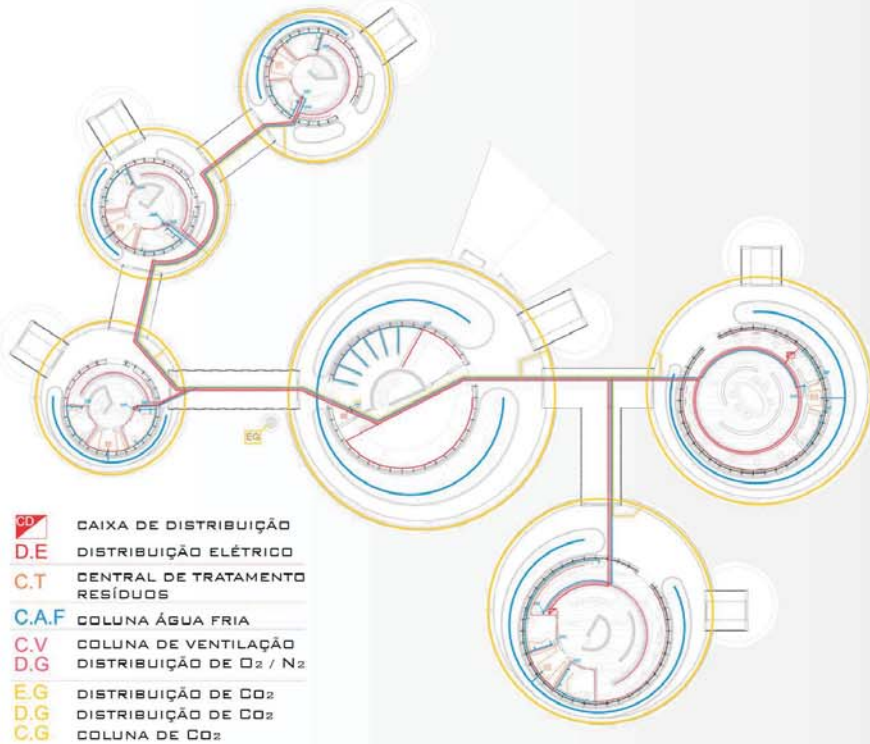 EG
CD CAIXA DE DISTRIBUIÇÃO
D.E DISTRIBUIÇÃO ELÉTRICO
C.T CENTRAL DE TRATAMENTO
RESÍDUOS
C.A.F COLUNA ÁGUA FRIA
C.V COLUNA DE VENTILAÇÃO
D.G DISTRIBUIÇÃO DE O₂ / N₂
E.G DISTRIBUIÇÃO DE CO₂
D.G DISTRIBUIÇÃO DE CO₂
C.G COLUNA DE CO₂